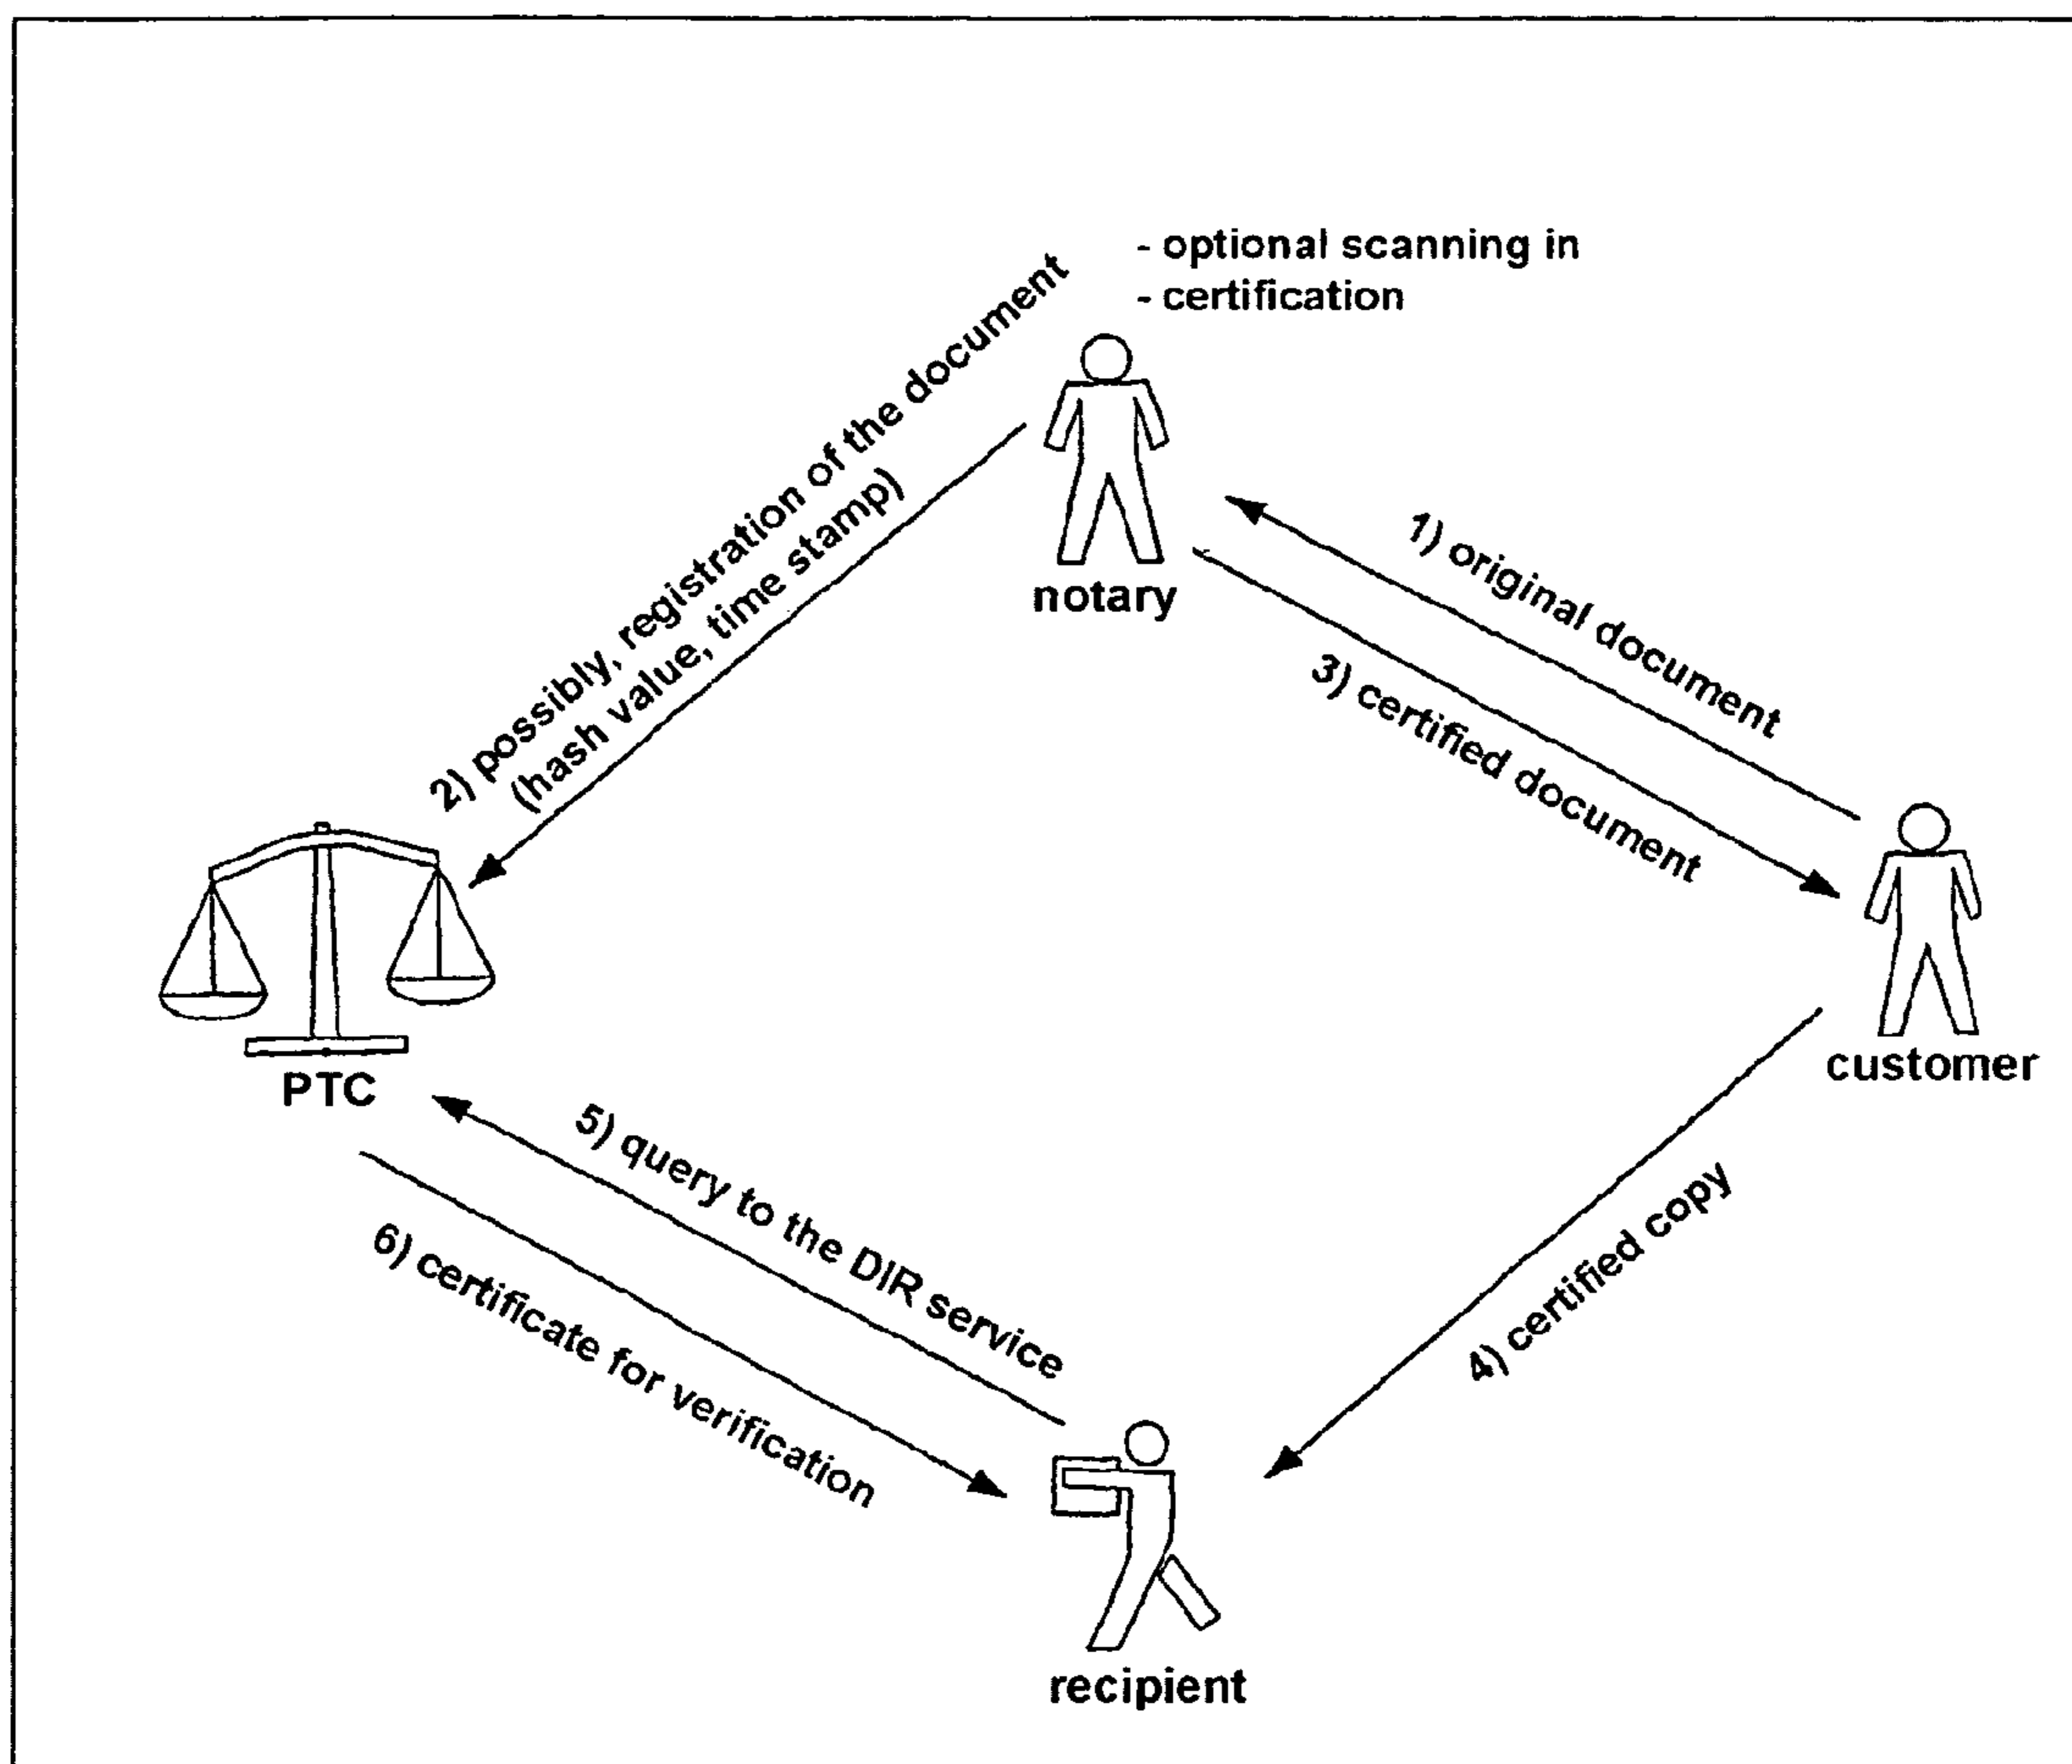 - optional scanning in
- certification
2) possibly, registration of the document
(hash value, time stamp)
notary
1) original document
3) certified document
PTC
customer
5) query to the DIR service
6) certificate for verification
4) certified copy
recipient